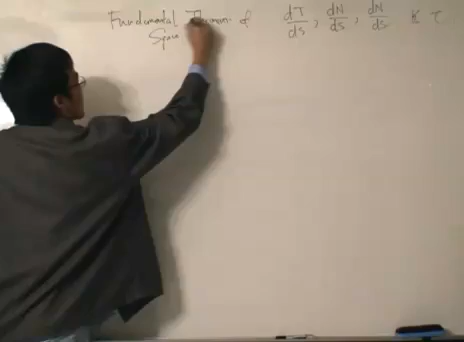 Fundamental Theorem of dT/ds, dN/ds, dN/ds K τ
Space